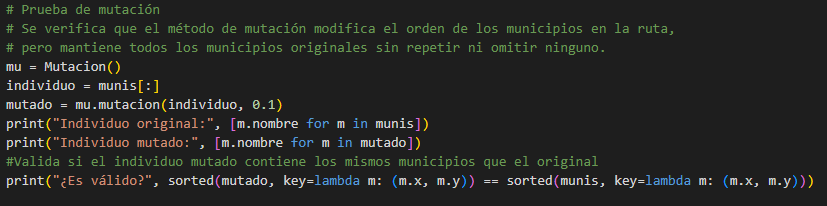 # Prueba de mutación
# Se verifica que el método de mutación modifica el orden de los municipios en la ruta,
# pero mantiene todos los municipios originales sin repetir ni omitir ninguno.
mu = Mutacion()
individuo = munis[:]
mutado = mu.mutacion(individuo, 0.1)
print("Individuo original:", [m.nombre for m in munis])
print("Individuo mutado:", [m.nombre for m in mutado])
#Valida si el individuo mutado contiene los mismos municipios que el original
print("¿Es válido?", sorted(mutado, key=lambda m: (m.x, m.y)) == sorted(munis, key=lambda m: (m.x, m.y)))